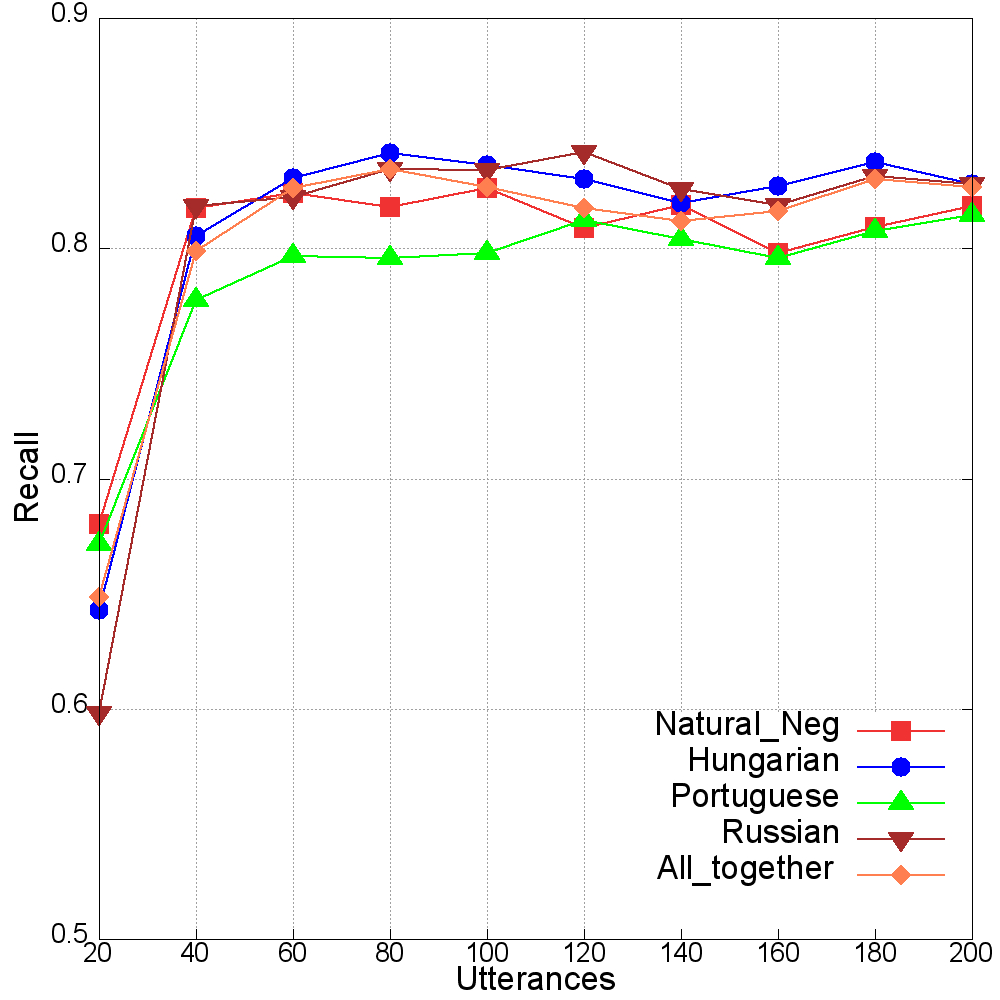 0.9
0.8
0.7
0.6
0.5
Recall
Natural_Neg
Hungarian
Portuguese
Russian
All_together
20 40 60 80 100 120 140 160 180 200
Utterances